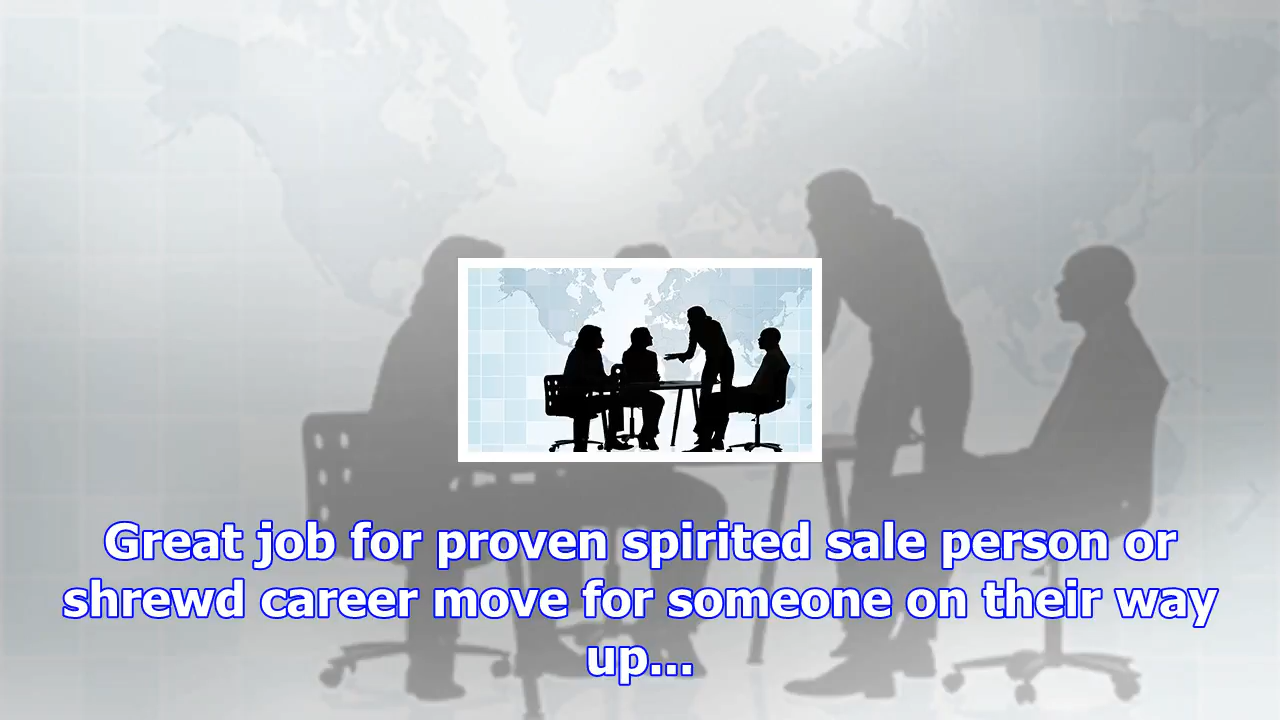 Great job for proven spirited sale person or
shrewd career move for someone on their way
up...